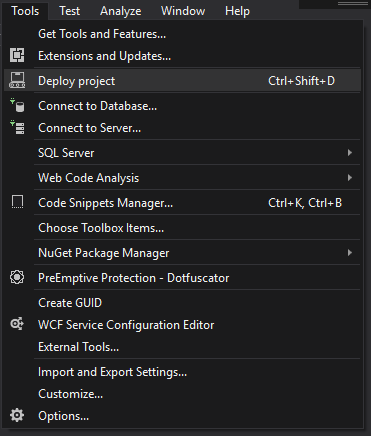 Tools Test Analyze Window Help
Get Tools and Features...
Extensions and Updates...
Deploy project Ctrl+Shift+D
Connect to Database...
Connect to Server...
SQL Server
Web Code Analysis
Code Snippets Manager... Ctrl+K, Ctrl+B
Choose Toolbox Items...
NuGet Package Manager
PreEmptive Protection - Dotfuscator
Create GUID
WCF Service Configuration Editor
External Tools...
Import and Export Settings...
Customize...
Options...